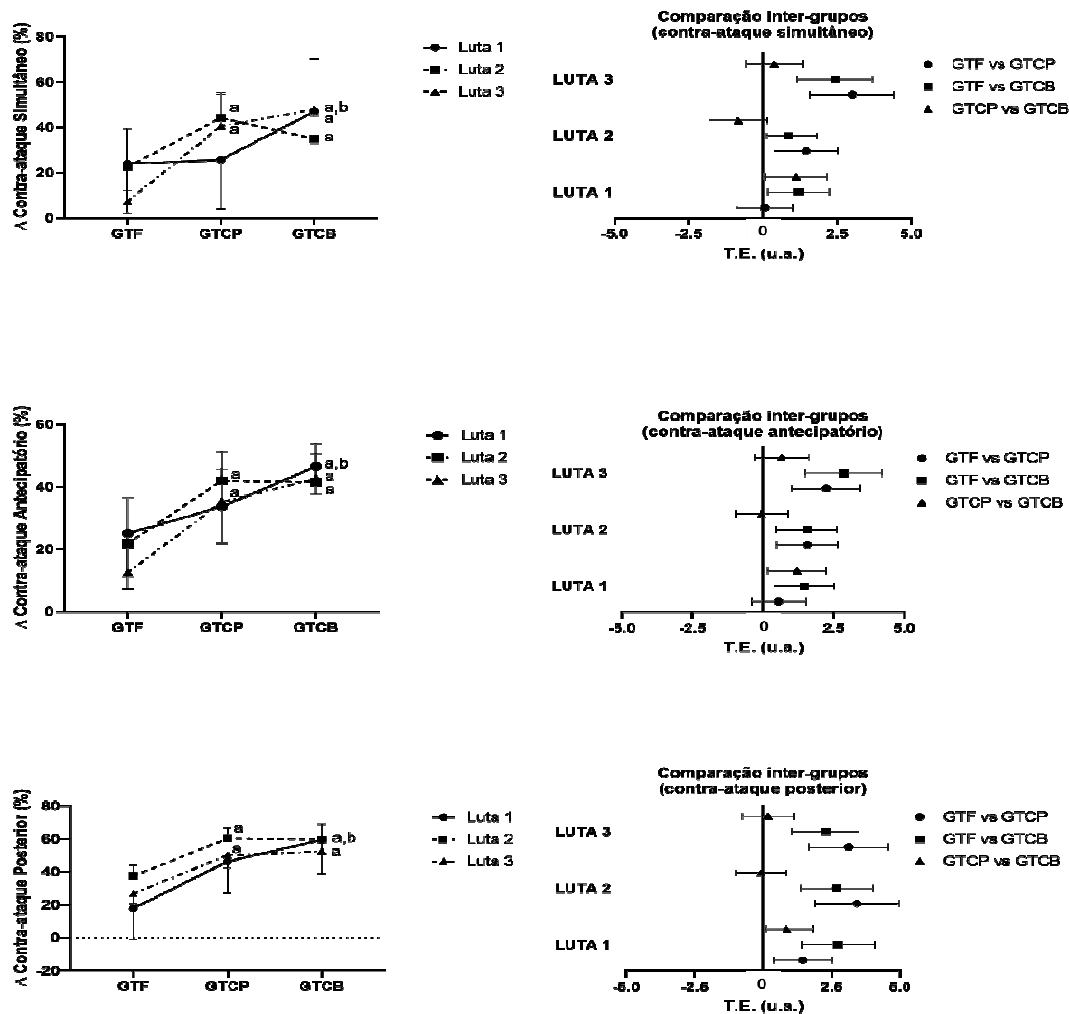 Δ Contra-ataque Simultâneo (%)
80
60
40
20
0
GTF
GTCP
GTCB
a
a
a,b
a
a
Luta 1
Luta 2
Luta 3
Comparação Inter-grupos
(contra-ataque simultâneo)
LUTA 3
LUTA 2
LUTA 1
-5.0
-2.5
0
2.5
5.0
T.E. (u.a.)
GTF vs GTCP
GTF vs GTCB
GTCP vs GTCB
Δ Contra-ataque Antecipatório (%)
60
40
20
0
GTF
GTCP
GTCB
a
a
a,b
a
a
Luta 1
Luta 2
Luta 3
Comparação Inter-grupos
(contra-ataque antecipatório)
LUTA 3
LUTA 2
LUTA 1
-5.0
-2.5
0
2.5
5.0
T.E. (u.a.)
GTF vs GTCP
GTF vs GTCB
GTCP vs GTCB
Δ Contra-ataque Posterior (%)
80
60
40
20
0
-20
GTF
GTCP
GTCB
a
a
a,b
a
Luta 1
Luta 2
Luta 3
Comparação Inter-grupos
(contra-ataque posterior)
LUTA 3
LUTA 2
LUTA 1
-5.0
-2.5
0
2.5
5.0
T.E. (u.a.)
GTF vs GTCP
GTF vs GTCB
GTCP vs GTCB